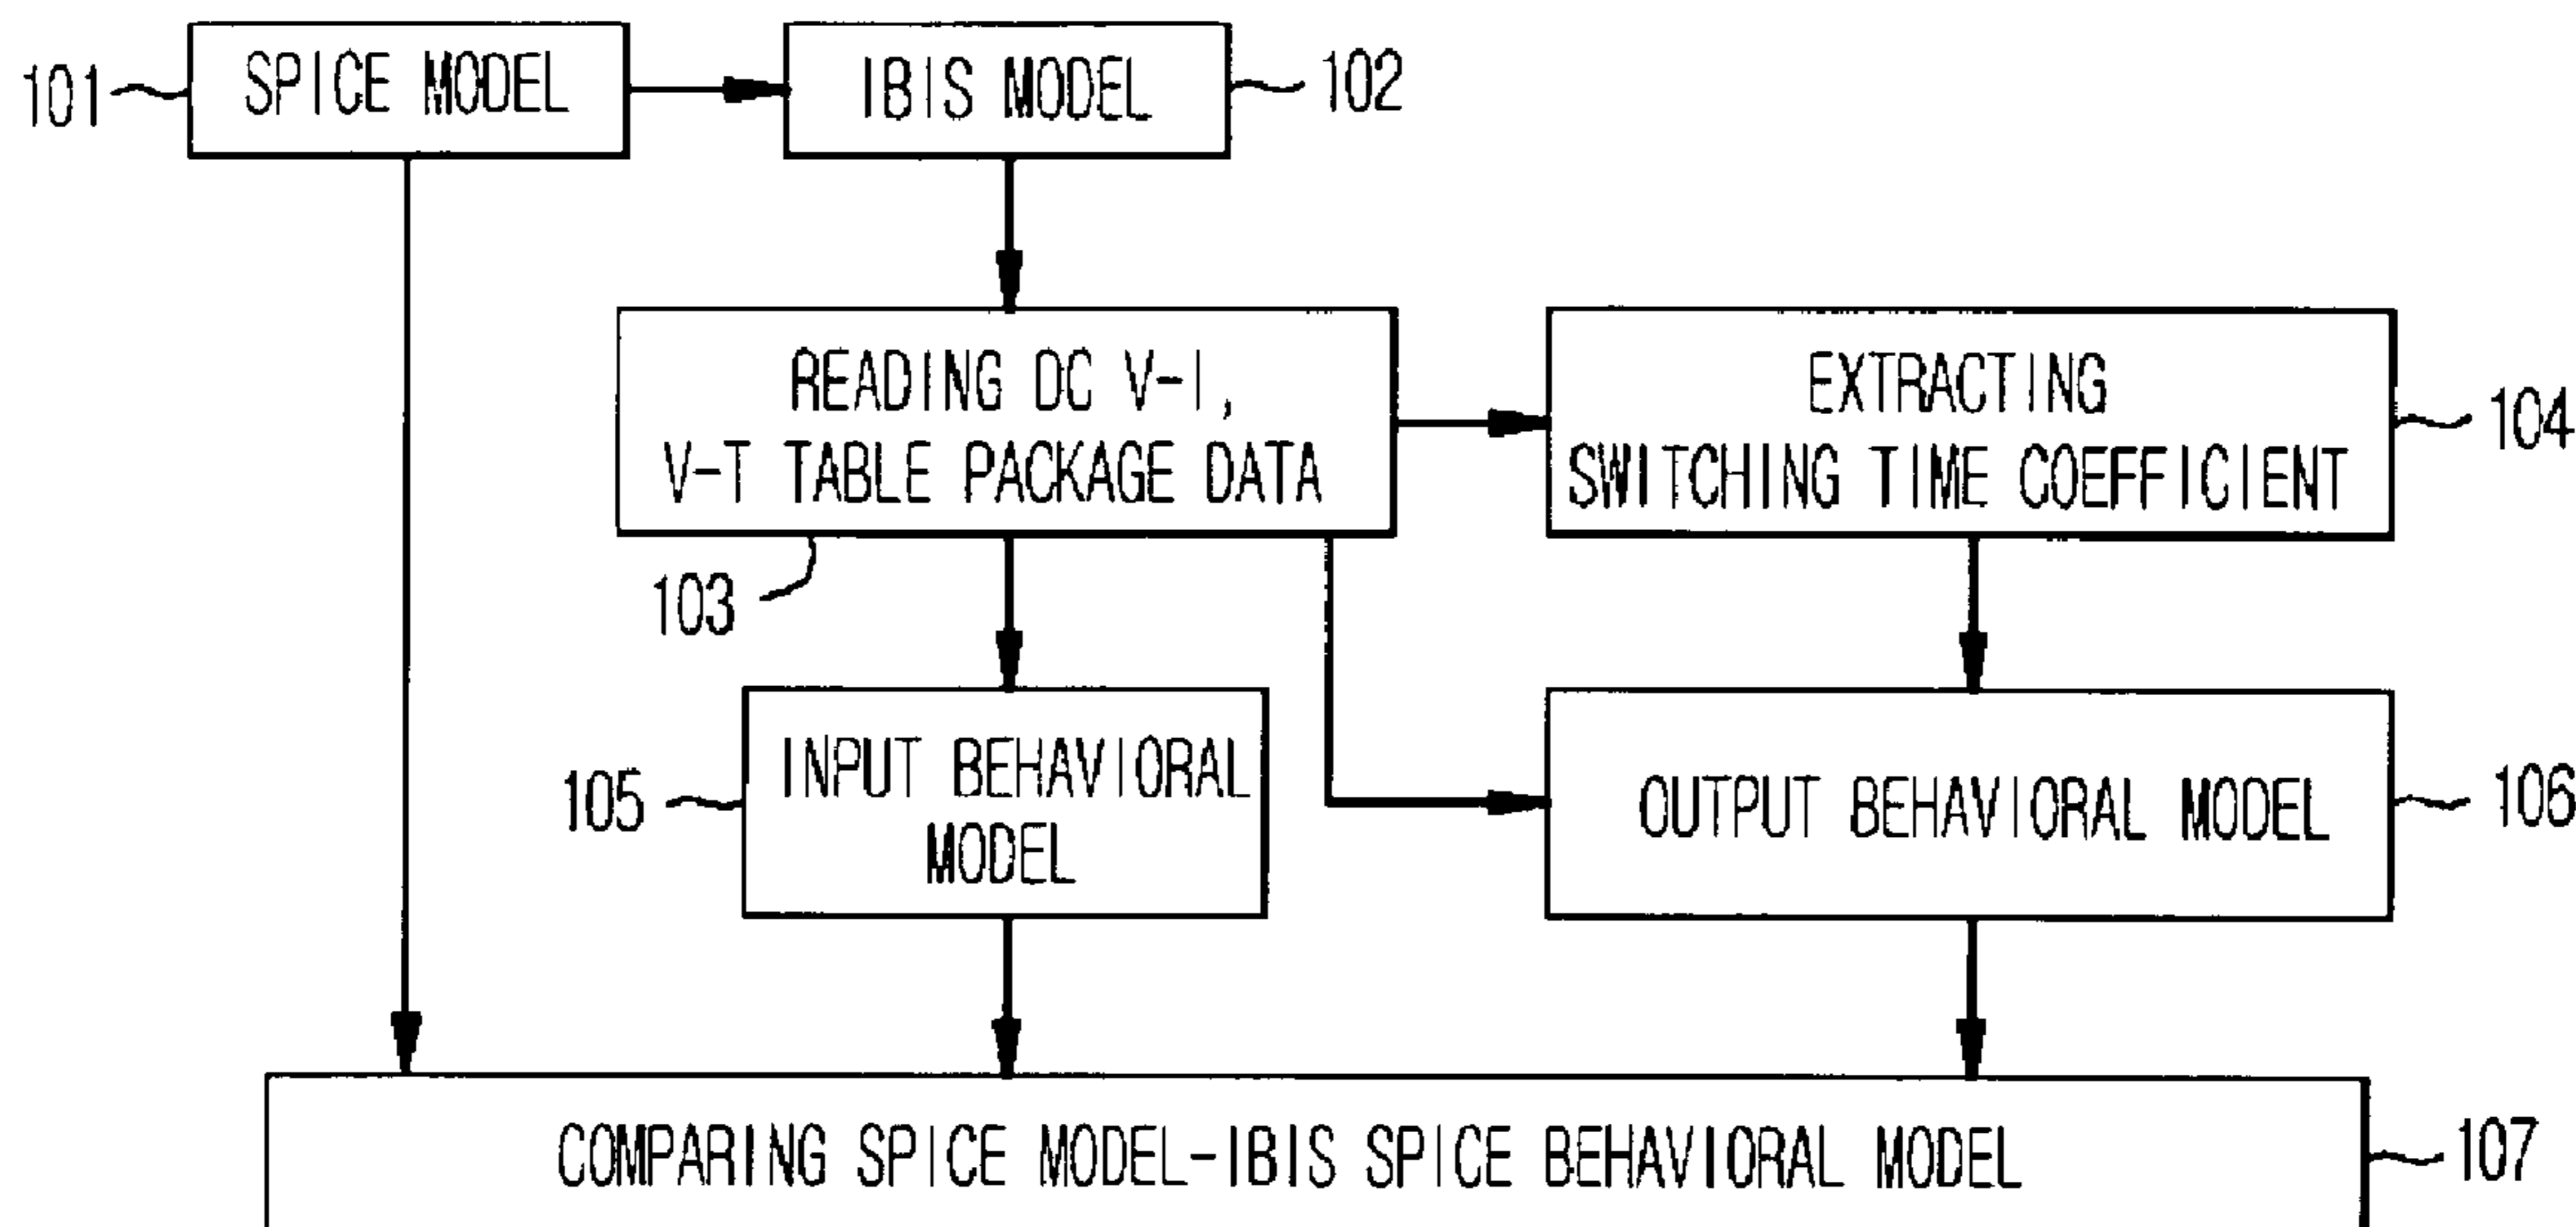 101
SPICE MODEL
IBIS MODEL
102
READING DC V-I,
V-T TABLE PACKAGE DATA
103
EXTRACTING
SWITCHING TIME COEFFICIENT
104
105
INPUT BEHAVIORAL
MODEL
OUTPUT BEHAVIORAL MODEL
106
COMPARING SPICE MODEL-IBIS SPICE BEHAVIORAL MODEL
107